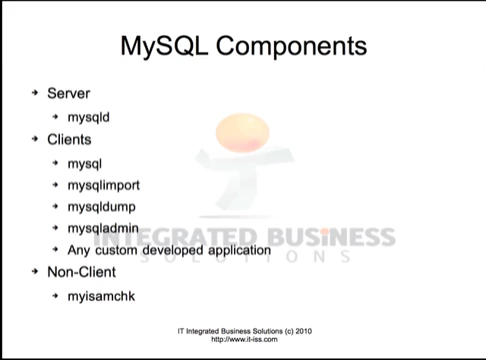 MySQL Components
Server
mysqld
Clients
mysql
mysqlimport
mysqldump
mysqladmin
INTEGRATED BUSINESS
Any custom developed application
SOLUTIONS
Non-Client
myisamchk
IT Integrated Business Solutions (c) 2010
http://www.it-iss.com